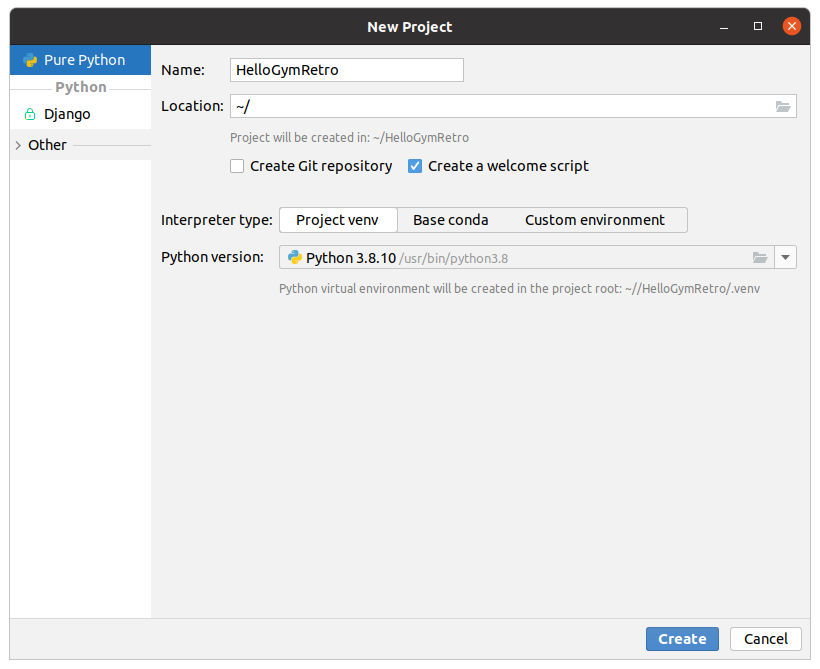 New Project
Pure Python
Python
Django
Other
Name: HelloGymRetro
Location: ~/
Project will be created in: ~/HelloGymRetro
Create Git repository Create a welcome script
Interpreter type: Project venv Base conda Custom environment
Python version: Python 3.8.10 /usr/bin/python3.8
Python virtual environment will be created in the project root: ~//HelloGymRetro/.venv
Create Cancel